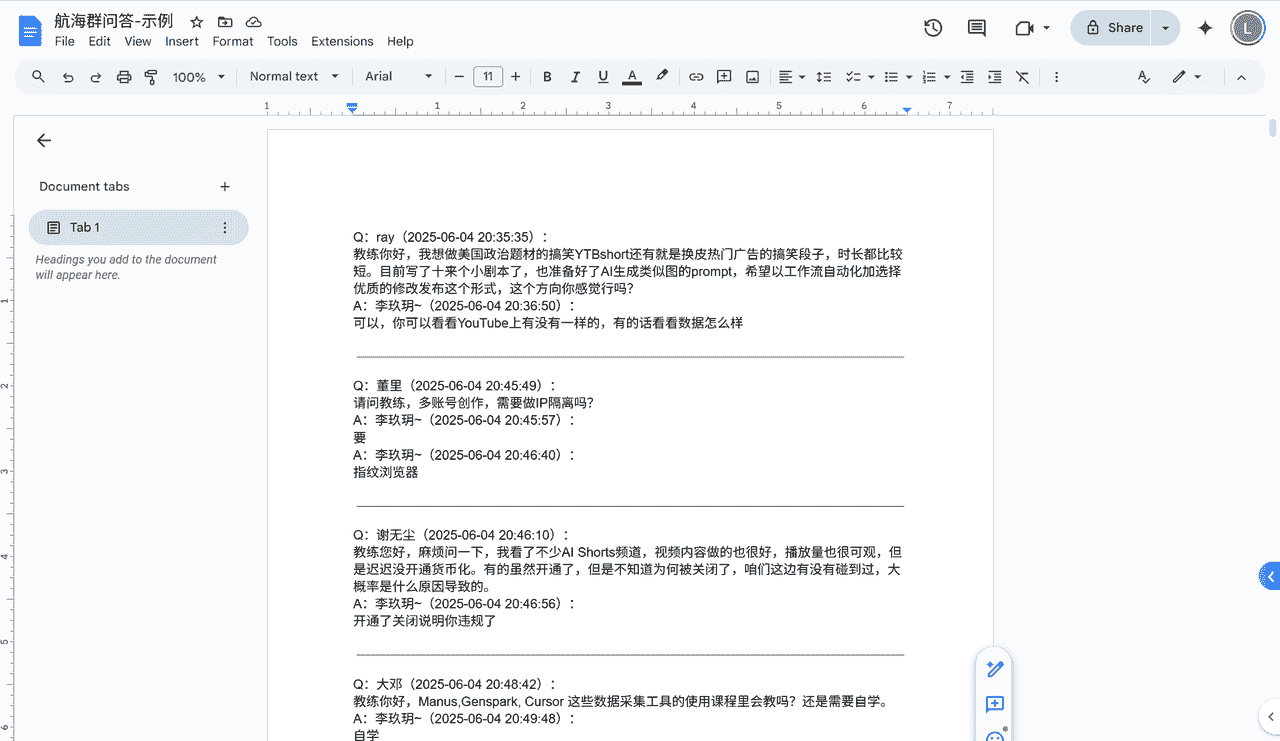 航海群问答-示例
File Edit View Insert Format Tools Extensions Help
Share
L
100% Normal text Arial 11 B I U A
1 1 2 3 4 5 6 7
Document tabs
Tab 1
Headings you add to the document
will appear here.
Q：ray（2025-06-04 20:35:35）：
教练你好，我想做美国政治题材的搞笑YTBshort还有就是换皮热门广告的搞笑段子，时长都比较
短。目前写了十来个小剧本了，也准备好了AI生成类似图的prompt，希望以工作流自动化加选择
优质的修改发布这个形式，这个方向你感觉行吗？
A：李玖玥~（2025-06-04 20:36:50）：
可以，你可以看看YouTube上有没有一样的，有的话看看数据怎么样
Q：董里（2025-06-04 20:45:49）：
请问教练，多账号创作，需要做IP隔离吗？
A：李玖玥~（2025-06-04 20:45:57）：
要
A：李玖玥~（2025-06-04 20:46:40）：
指纹浏览器
Q：谢无尘（2025-06-04 20:46:10）：
教练您好，麻烦问一下，我看了不少AI Shorts频道，视频内容做的也很好，播放量也很可观，但
是迟迟没开通货币化。有的虽然开通了，但是不知道为何被关闭了，咱们这边有没有碰到过，大
概率是什么原因导致的。
A：李玖玥~（2025-06-04 20:46:56）：
开通了关闭说明你违规了
Q：大邓（2025-06-04 20:48:42）：
教练你好，Manus,Genspark, Cursor 这些数据采集工具的使用课程里会教吗？还是需要自学。
A：李玖玥~（2025-06-04 20:49:48）：
自学
1
2
3
4
5
6